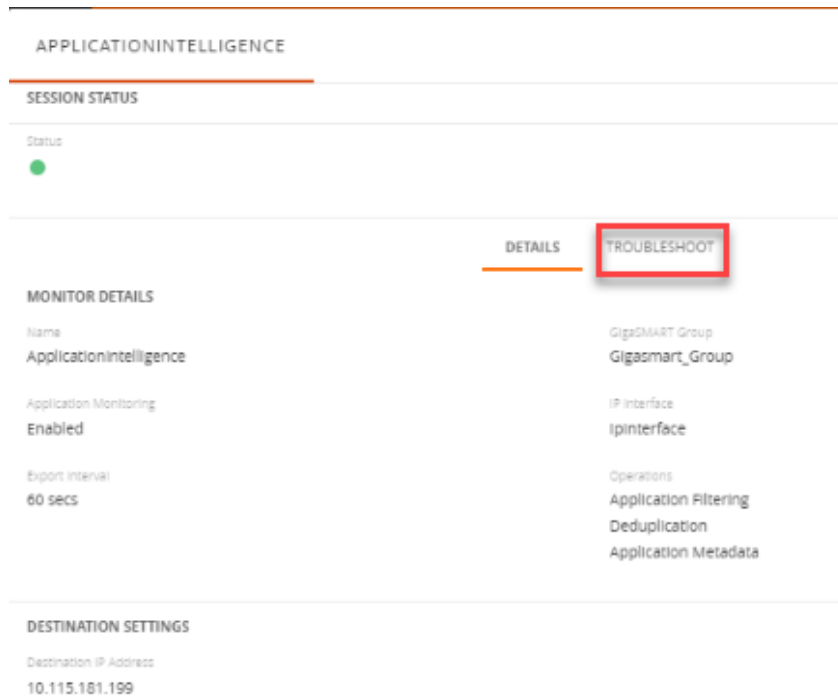 APPLICATIONINTELLIGENCE
SESSION STATUS
Status
DETAILS
TROUBLESHOOT
MONITOR DETAILS
Name
ApplicationIntelligence
GigaSMART Group
Gigasmart_Group
Application Monitoring
Enabled
IP Interface
IpInterface
Export Interval
60 secs
Operations
Application Filtering
Deduplication
Application Metadata
DESTINATION SETTINGS
Destination IP Address
10.115.181.199